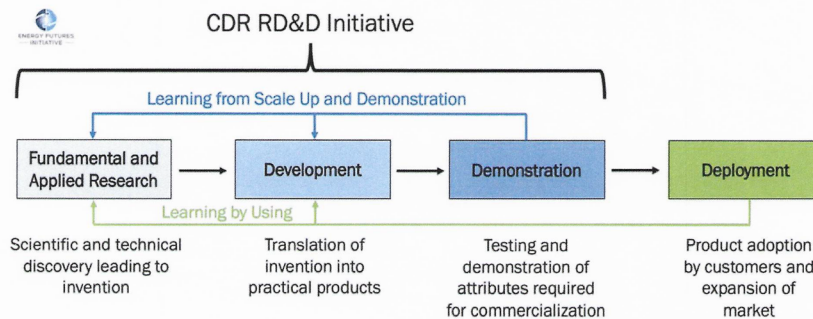 CDR RD&D Initiative
ENERGY FUTURES
INITIATIVE
Learning from Scale Up and Demonstration
Fundamental and
Applied Research
Development
Demonstration
Deployment
Learning by Using
Scientific and technical
discovery leading to
invention
Translation of
invention into
practical products
Testing and
demonstration of
attributes required
for commercialization
Product adoption
by customers and
expansion of
market